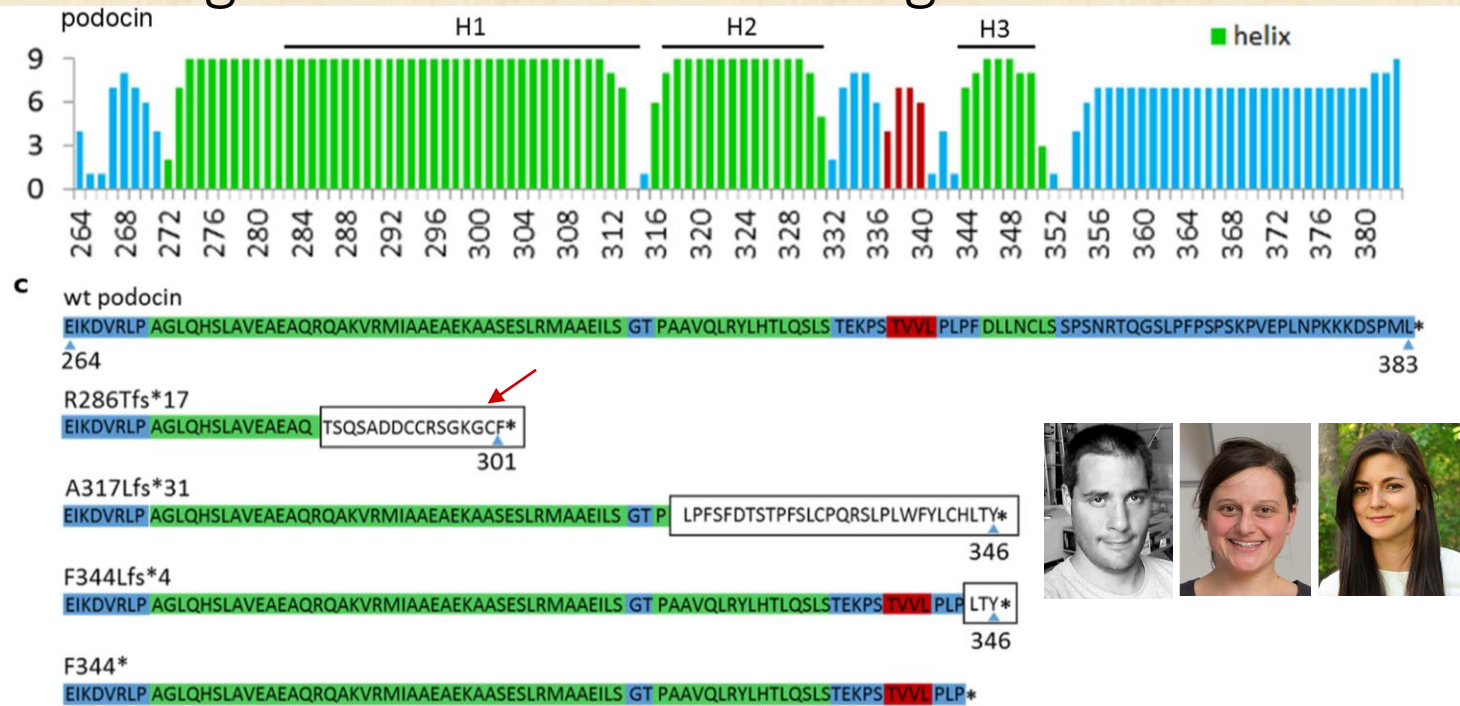 podocin
H1 H2 H3 helix
9
6
3
0
264 268 272 276 280 284 288 292 296 300 304 308 312 316 320 324 328 332 336 340 344 348 352 356 360 364 368 372 376 380
c
wt podocin
EIKDVRLP AGLQHSLAVEAEAQRQAKVRMIAAEAEKAASESLRMAAEILS GT PAAVQLRYLHTLQSLS TEKPS TVVL PLPF DLLNCLS SPSNRTQGSLPFPSPSKPVEPLNPKKKDSPML*
264 383
R286Tfs*17
EIKDVRLP AGLQHSLAVEAEAQ TSQSADDCCRSGKGCF*
301
A317Lfs*31
EIKDVRLP AGLQHSLAVEAEAQRQAKVRMIAAEAEKAASESLRMAAEILS GT P LPFSFDTSTPFSLCPQRSLPLWFYLCHLTY*
346
F344Lfs*4
EIKDVRLP AGLQHSLAVEAEAQRQAKVRMIAAEAEKAASESLRMAAEILS GT PAAVQLRYLHTLQSLSTEKPS TVVL PLP LTY*
346
F344*
EIKDVRLP AGLQHSLAVEAEAQRQAKVRMIAAEAEKAASESLRMAAEILS GT PAAVQLRYLHTLQSLSTEKPS TVVL PLP*